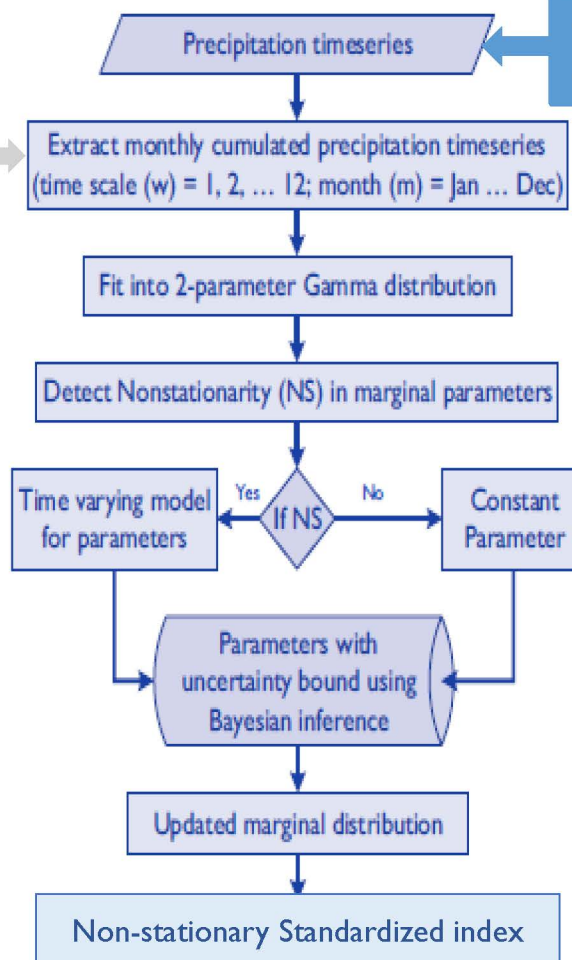 Precipitation timeseries
Extract monthly cumulated precipitation timeseries
(time scale (w) = 1, 2, ... 12; month (m) = Jan ... Dec)
Fit into 2-parameter Gamma distribution
Detect Nonstationarity (NS) in marginal parameters
Time varying model
for parameters
Yes
If NS
No
Constant
Parameter
Parameters with
uncertainty bound using
Bayesian inference
Updated marginal distribution
Non-stationary Standardized index